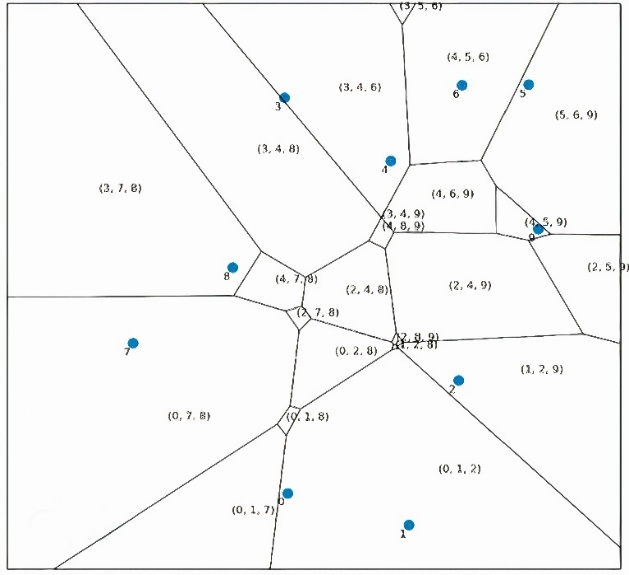 (3, 5, 6)
(4, 5, 6)
(3, 4, 6)
6
5
3
(5, 6, 9)
(3, 4, 8)
4
(3, 7, 8)
(4, 6, 9)
(3, 4, 9)
(4, 5, 9)
(4, 8, 9)
9
(2, 5, 9)
8
(4, 7, 8)
(2, 4, 8)
(2, 4, 9)
(2, 7, 8)
(2, 8, 9)
(1, 2, 8)
7
(0, 2, 8)
(1, 2, 9)
2
(0, 7, 8)
(0, 1, 8)
(0, 1, 2)
0
(0, 1, 7)
1